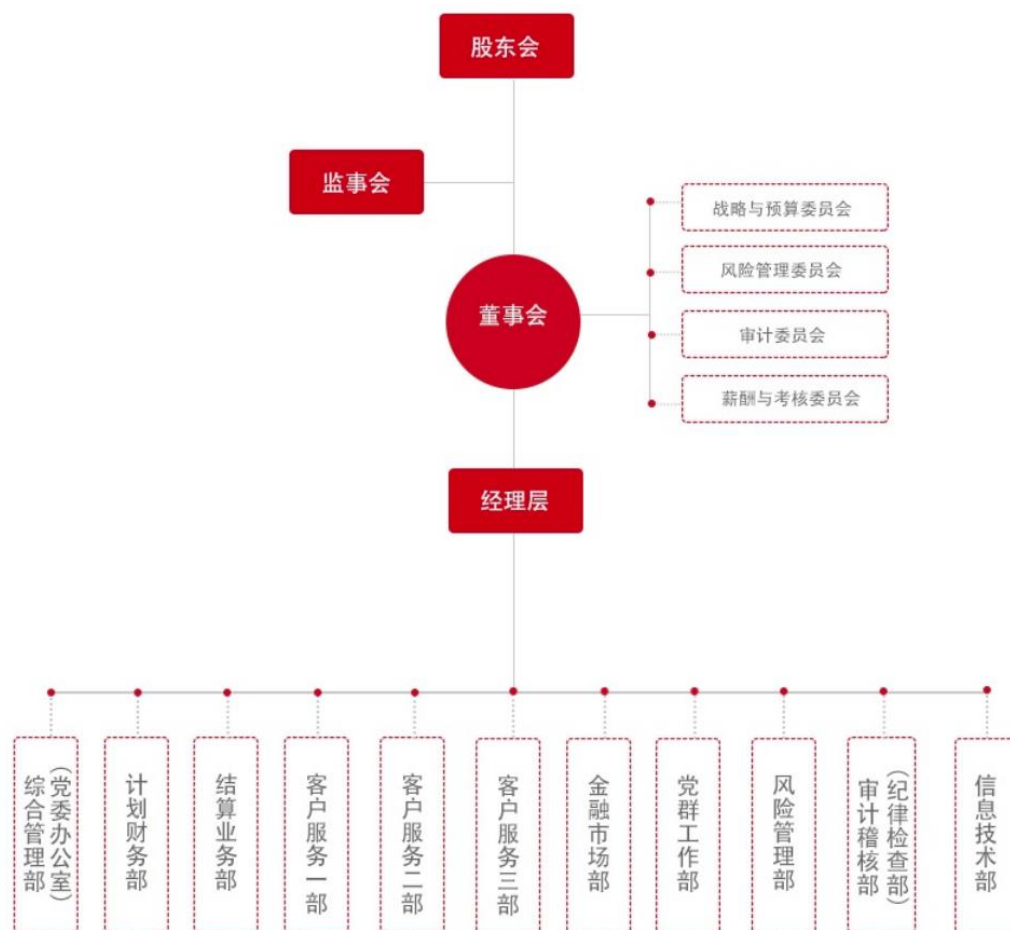 股东会
监事会
董事会
战略与预算委员会
风险管理委员会
审计委员会
薪酬与考核委员会
经理层
综合管理部
（党委办公室）
计划财务部
结算业务部
客户服务一部
客户服务二部
客户服务三部
金融市场部
党群工作部
风险管理部
审计稽核部
（纪律检查部）
信息技术部